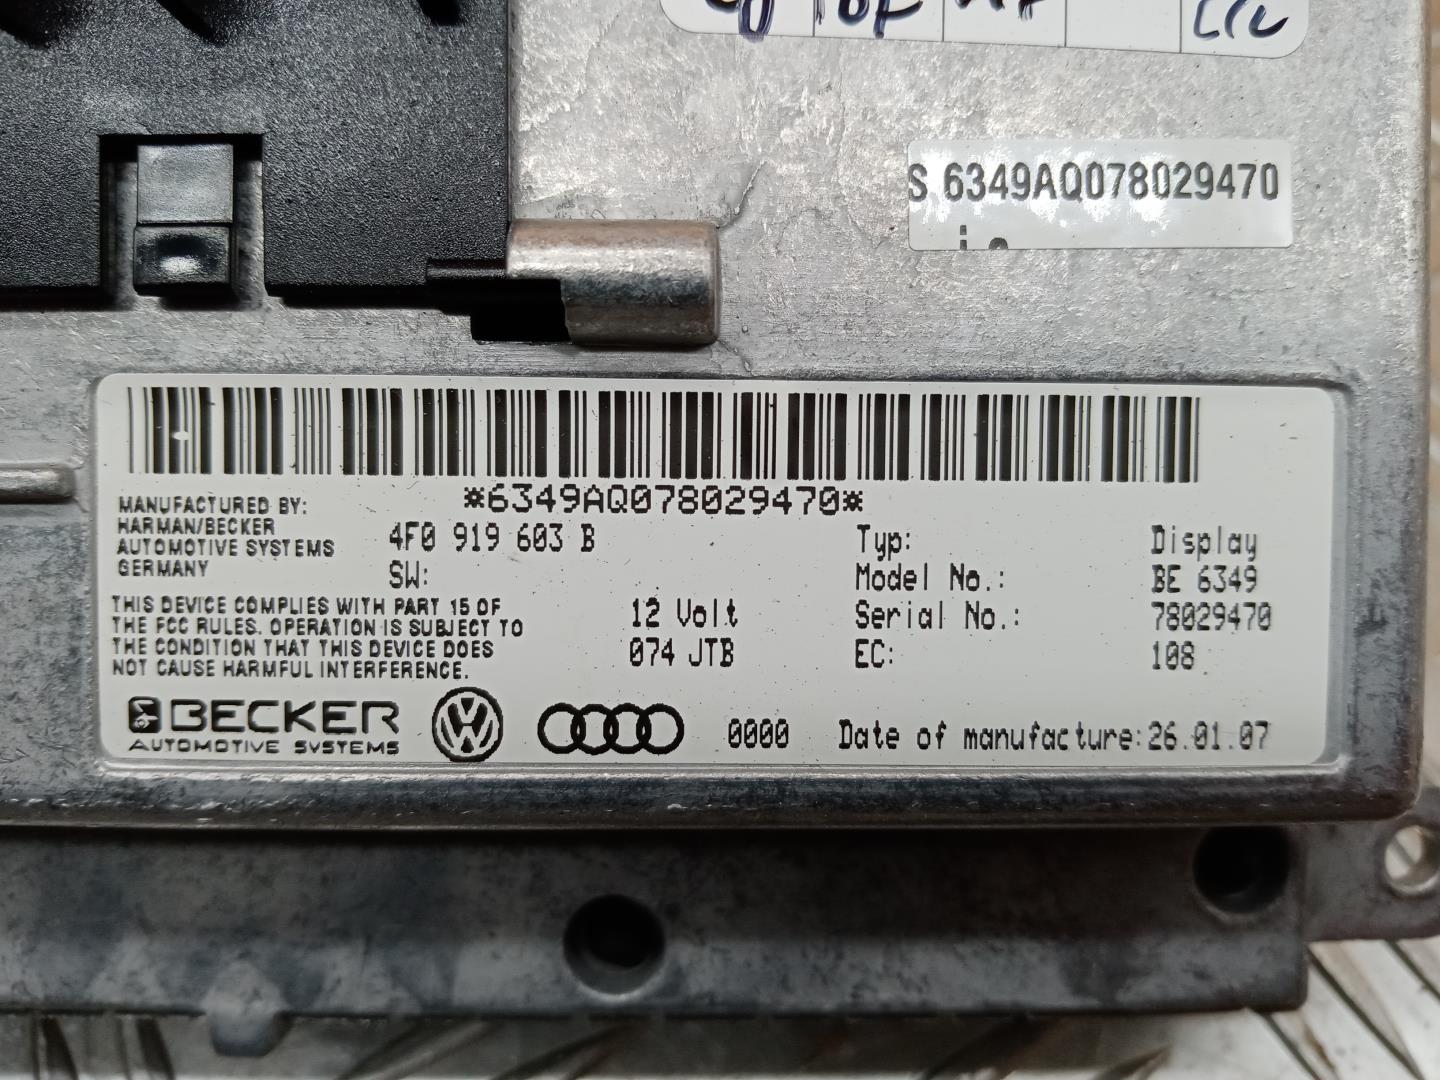 S 6349AQ078029470
*6349AQ078029470*
MANUFACTURED BY:
HARMAN/BECKER
AUTOMOTIVE SYSTEMS
GERMANY
4F0 919 603 B
SW:
THIS DEVICE COMPLIES WITH PART 15 OF
THE FCC RULES. OPERATION IS SUBJECT TO
THE CONDITION THAT THIS DEVICE DOES
NOT CAUSE HARMFUL INTERFERENCE.
12 Volt
074 JTB
Typ: Display
Model No.: BE 6349
Serial No.: 78029470
EC: 108
BECKER
AUTOMOTIVE SYSTEMS
0000 Date of manufacture: 26.01.07